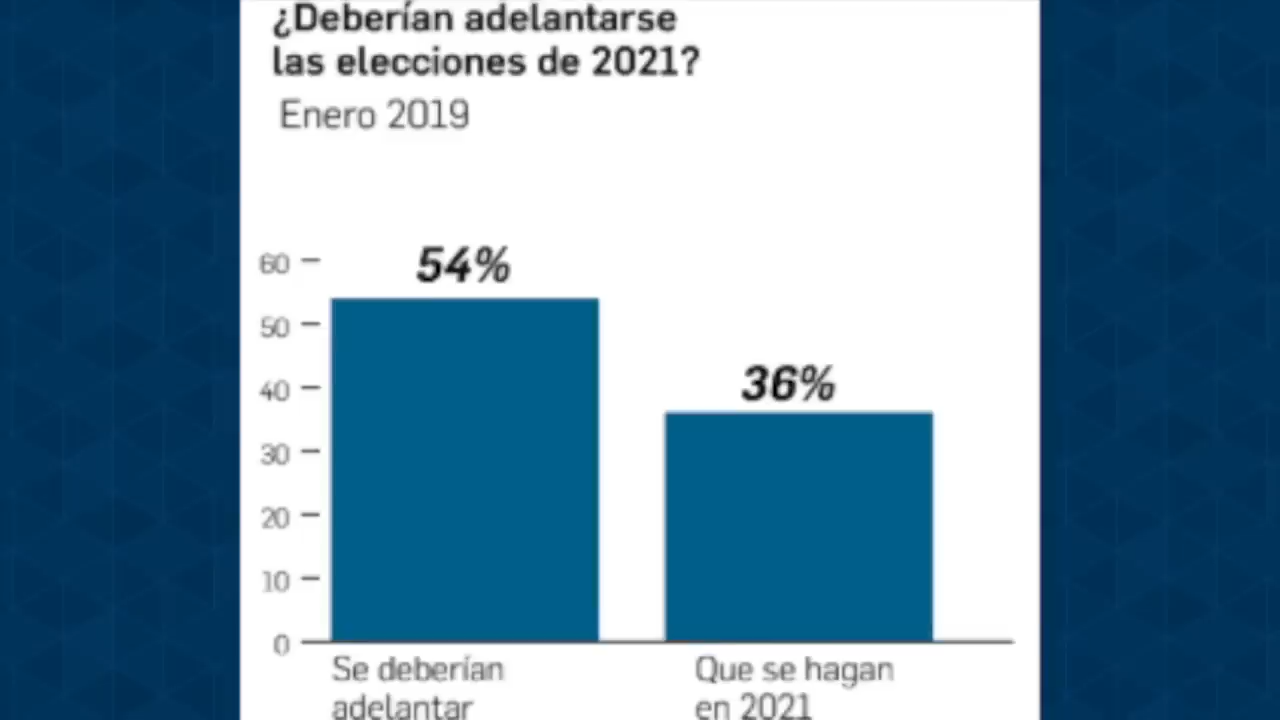 ¿Deberían adelantarse
las elecciones de 2021?
Enero 2019
60
54%
50
40
36%
30
20
10
0
Se deberían
adelantar
Que se hagan
en 2021